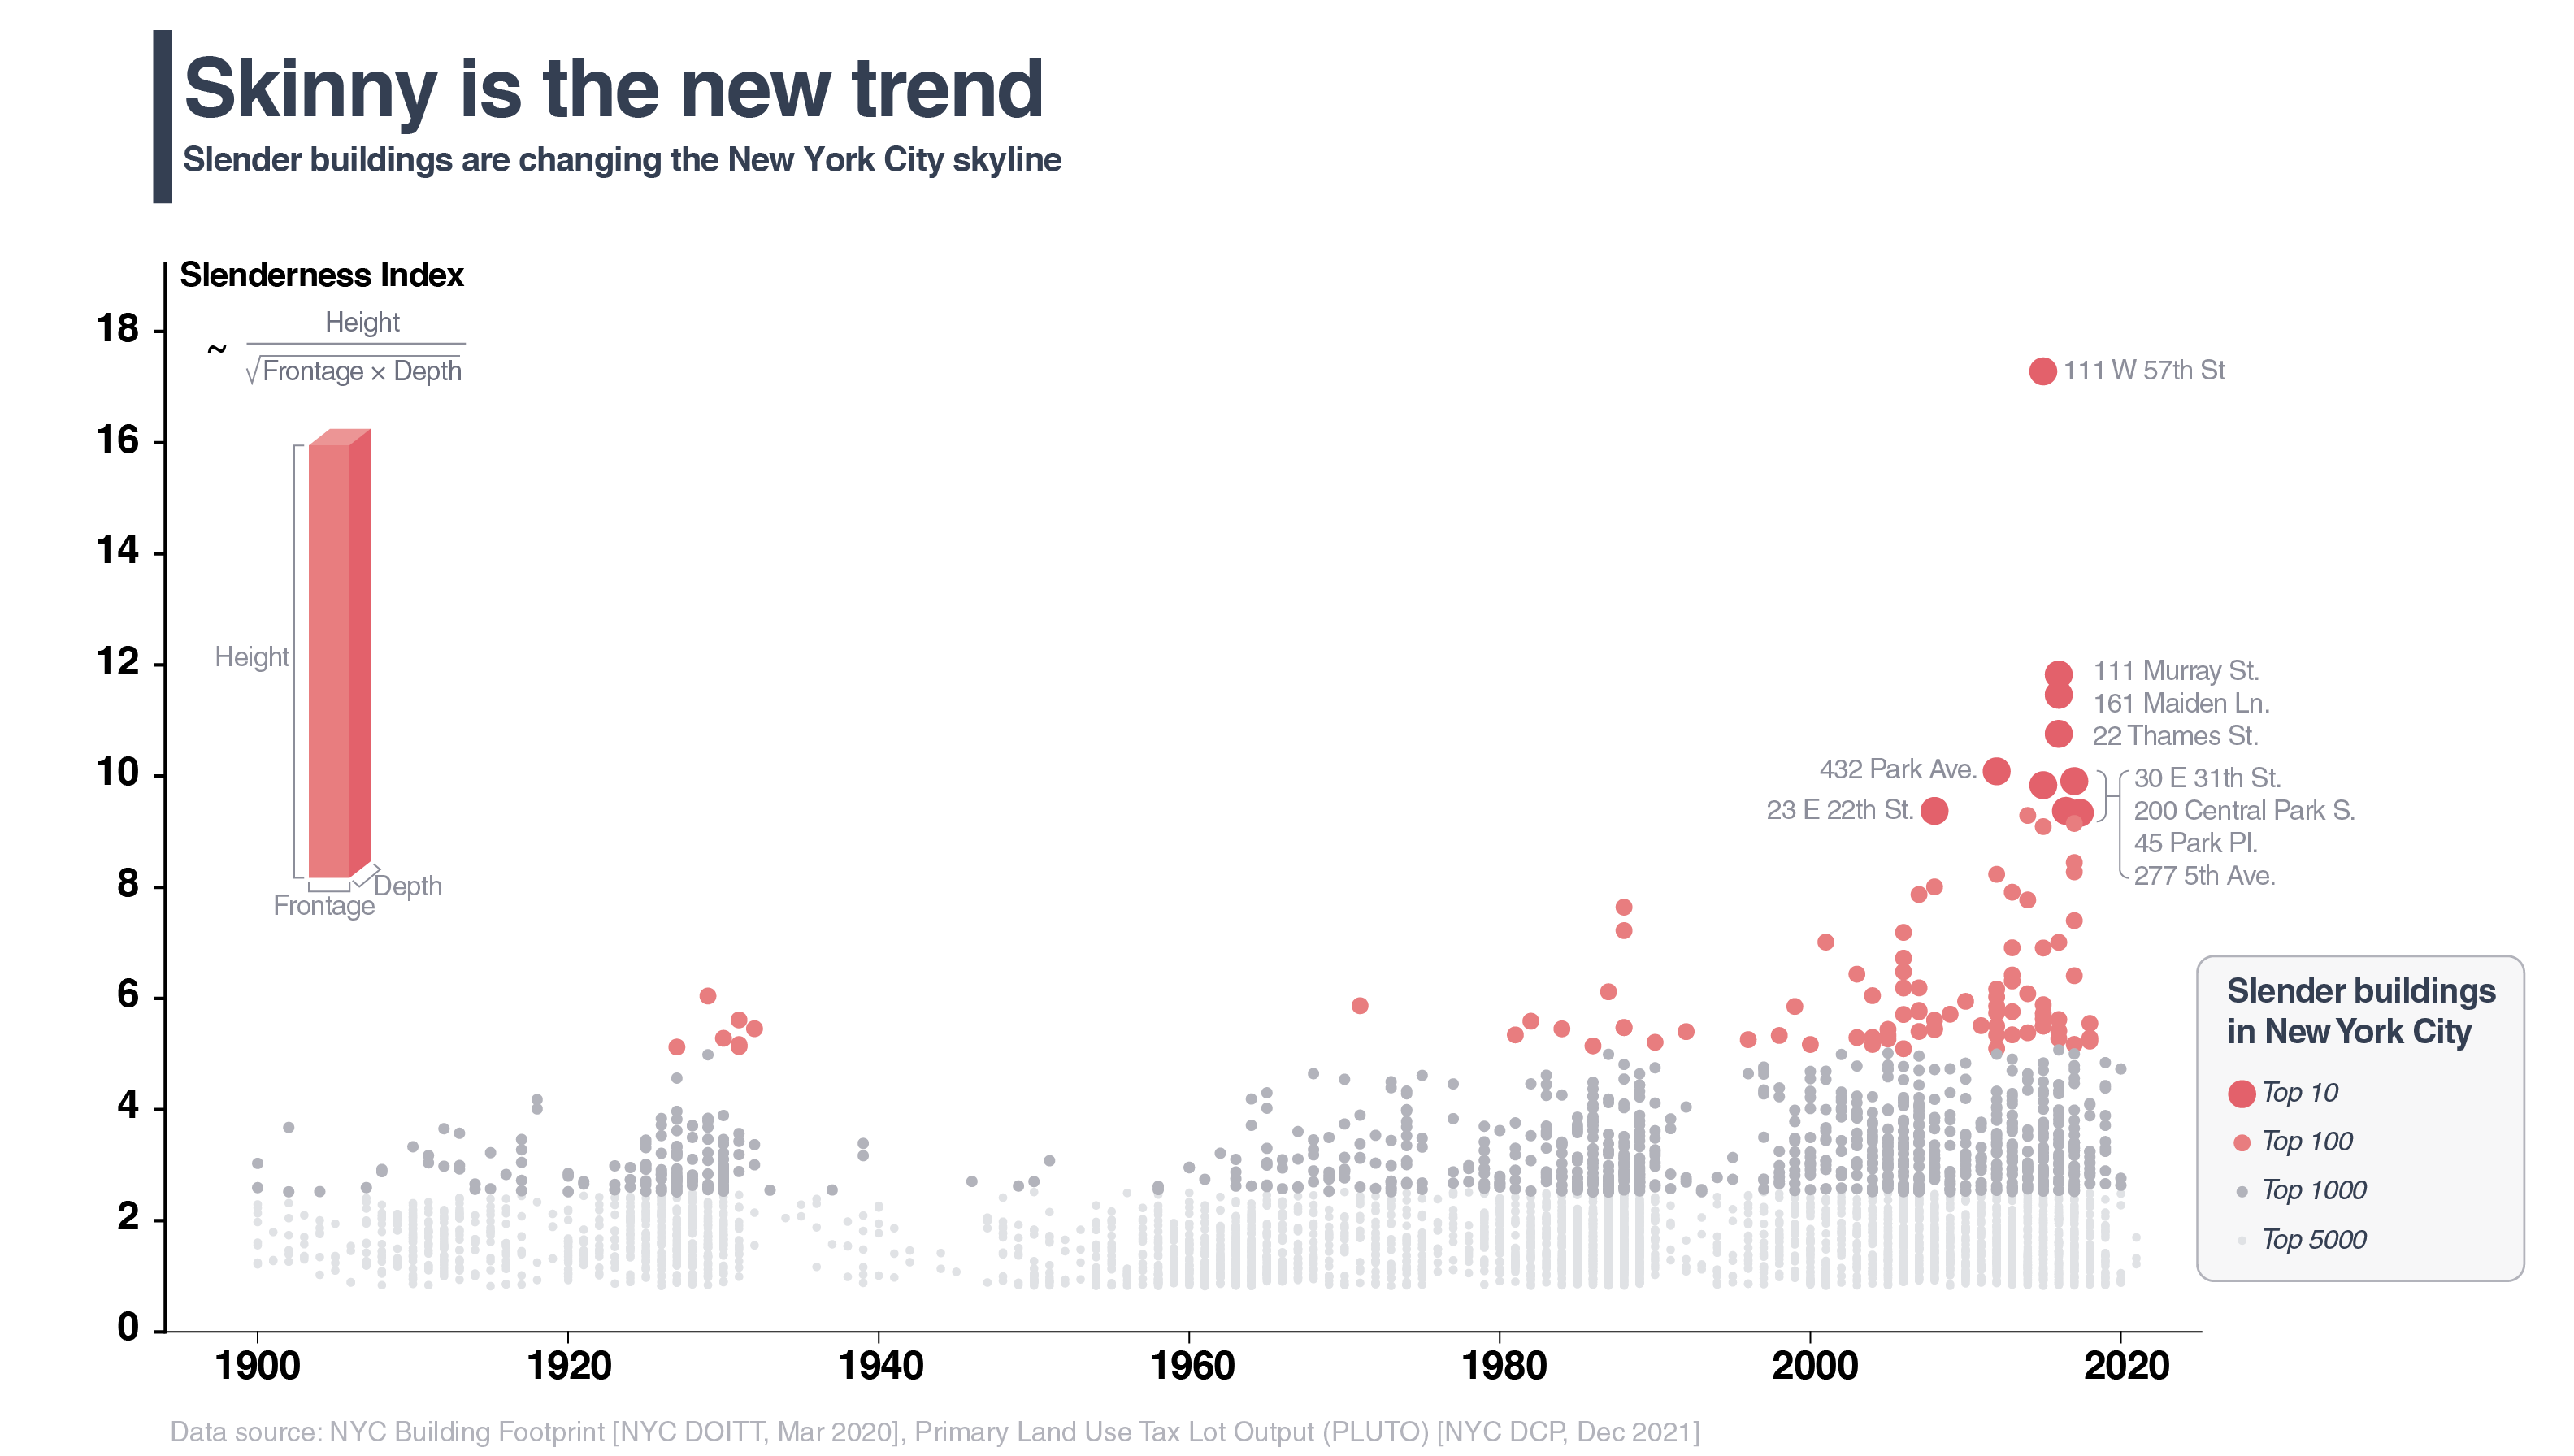 Skinny is the new trend
Slender buildings are changing the New York City skyline
Slenderness Index
~ Height
√Frontage × Depth
Height
Depth
Frontage
18
16
14
12
10
8
6
4
2
0
111 W 57th St
111 Murray St.
161 Maiden Ln.
22 Thames St.
432 Park Ave.
23 E 22th St.
30 E 31th St.
200 Central Park S.
45 Park Pl.
277 5th Ave.
Slender buildings
in New York City
Top 10
Top 100
Top 1000
Top 5000
1900 1920 1940 1960 1980 2000 2020
Data source: NYC Building Footprint [NYC DOITT, Mar 2020], Primary Land Use Tax Lot Output (PLUTO) [NYC DCP, Dec 2021]